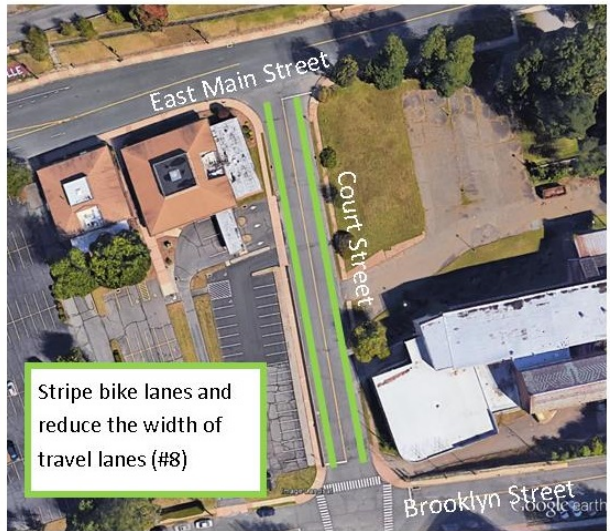 East Main Street
Court Street
Stripe bike lanes and
reduce the width of
travel lanes (#8)
Brooklyn Street
Google earth